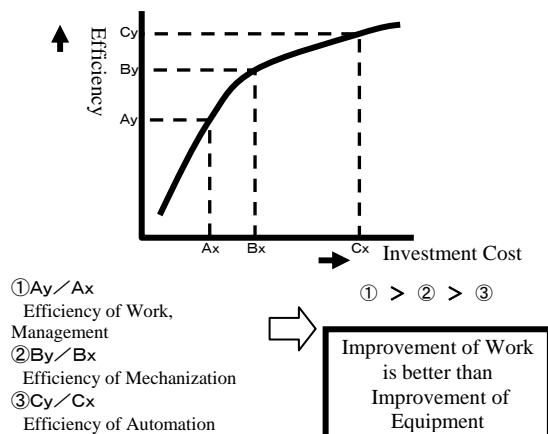 Efficiency
Cy
By
Ay
Ax Bx Cx
Investment Cost
①Ay／Ax
Efficiency of Work,
Management
②By／Bx
Efficiency of Mechanization
③Cy／Cx
Efficiency of Automation
① > ② > ③
Improvement of Work
is better than
Improvement of
Equipment